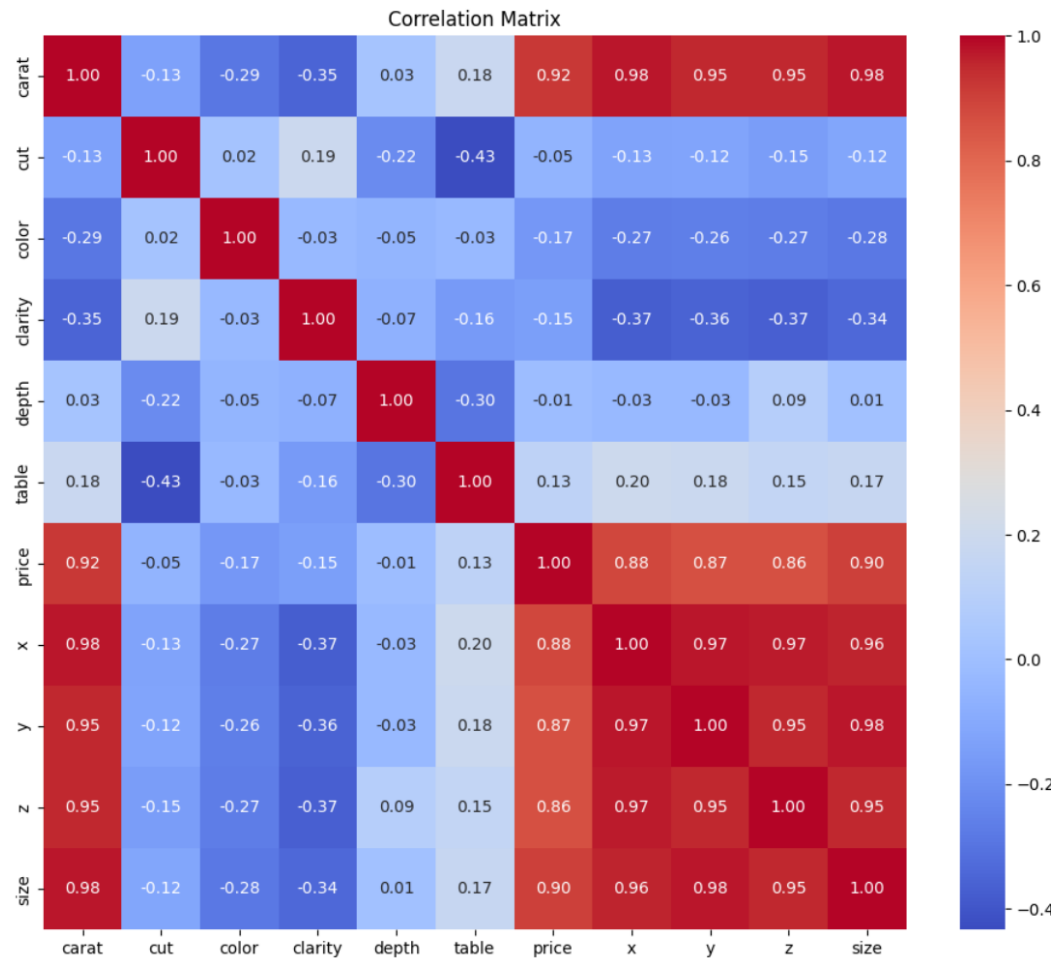 Correlation Matrix
carat 1.00 -0.13 -0.29 -0.35 0.03 0.18 0.92 0.98 0.95 0.95 0.98
cut -0.13 1.00 0.02 0.19 -0.22 -0.43 -0.05 -0.13 -0.12 -0.15 -0.12
color -0.29 0.02 1.00 -0.03 -0.05 -0.03 -0.17 -0.27 -0.26 -0.27 -0.28
clarity -0.35 0.19 -0.03 1.00 -0.07 -0.16 -0.15 -0.37 -0.36 -0.37 -0.34
depth 0.03 -0.22 -0.05 -0.07 1.00 -0.30 -0.01 -0.03 -0.03 0.09 0.01
table 0.18 -0.43 -0.03 -0.16 -0.30 1.00 0.13 0.20 0.18 0.15 0.17
price 0.92 -0.05 -0.17 -0.15 -0.01 0.13 1.00 0.88 0.87 0.86 0.90
x 0.98 -0.13 -0.27 -0.37 -0.03 0.20 0.88 1.00 0.97 0.97 0.96
y 0.95 -0.12 -0.26 -0.36 -0.03 0.18 0.87 0.97 1.00 0.95 0.98
z 0.95 -0.15 -0.27 -0.37 0.09 0.15 0.86 0.97 0.95 1.00 0.95
size 0.98 -0.12 -0.28 -0.34 0.01 0.17 0.90 0.96 0.98 0.95 1.00
carat cut color clarity depth table price x y z size
1.0
0.8
0.6
0.4
0.2
0.0
−0.2
−0.4